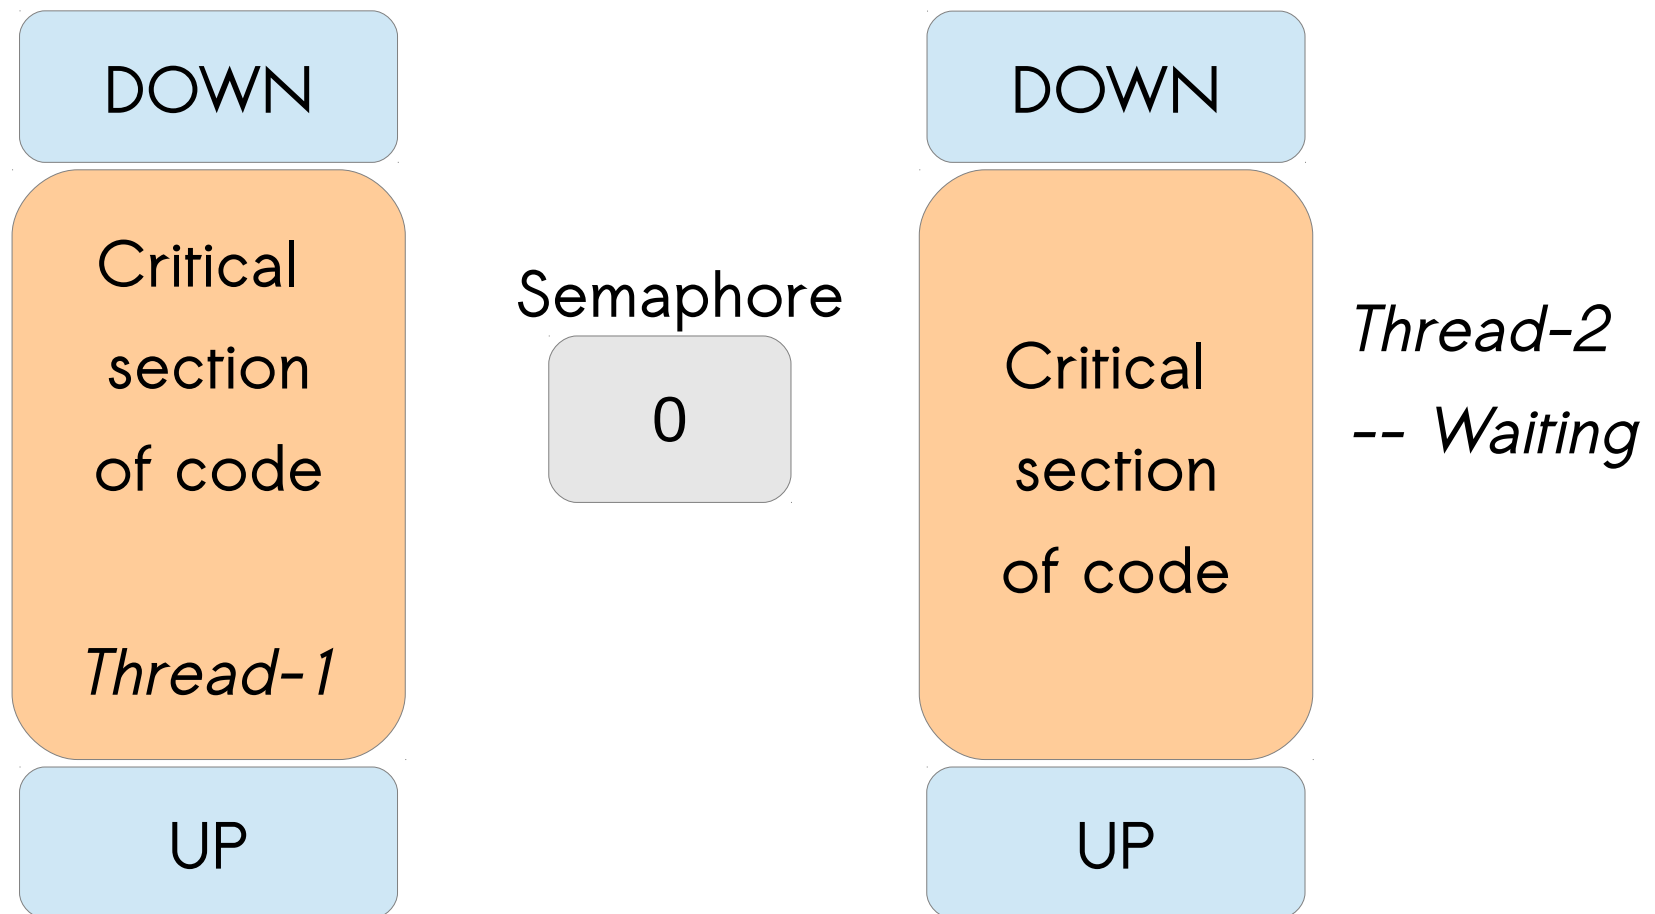 DOWN
Critical
section
of code
Thread-1
UP
Semaphore
0
DOWN
Critical
section
of code
UP
Thread-2
-- Waiting